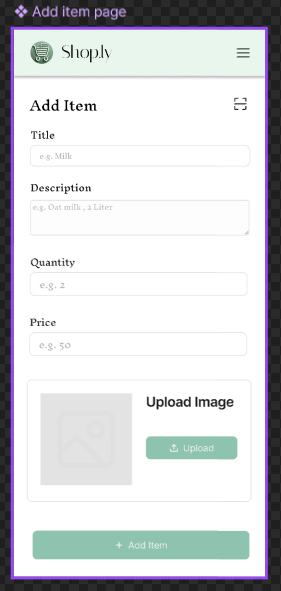 Add item page
Shop.ly
Add Item
Title
e.g. Milk
Description
e.g. Oat milk , 2 Liter
Quantity
e.g. 2
Price
e.g. 50
Upload Image
Upload
+ Add Item